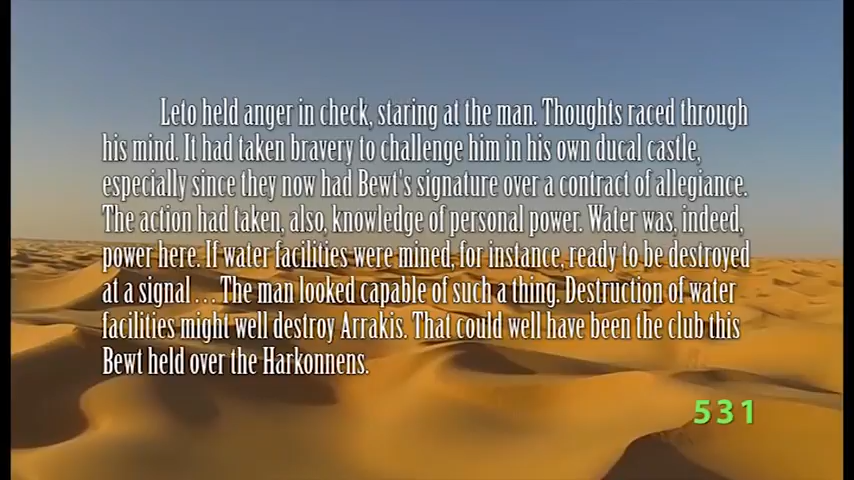 Leto held anger in check, staring at the man. Thoughts raced through
his mind. It had taken bravery to challenge him in his own ducal castle,
especially since they now had Bewt's signature over a contract of allegiance.
The action had taken, also, knowledge of personal power. Water was, indeed,
power here. If water facilities were mined, for instance, ready to be destroyed
at a signal . . . The man looked capable of such a thing. Destruction of water
facilities might well destroy Arrakis. That could well have been the club this
Bewt held over the Harkonnens.
531